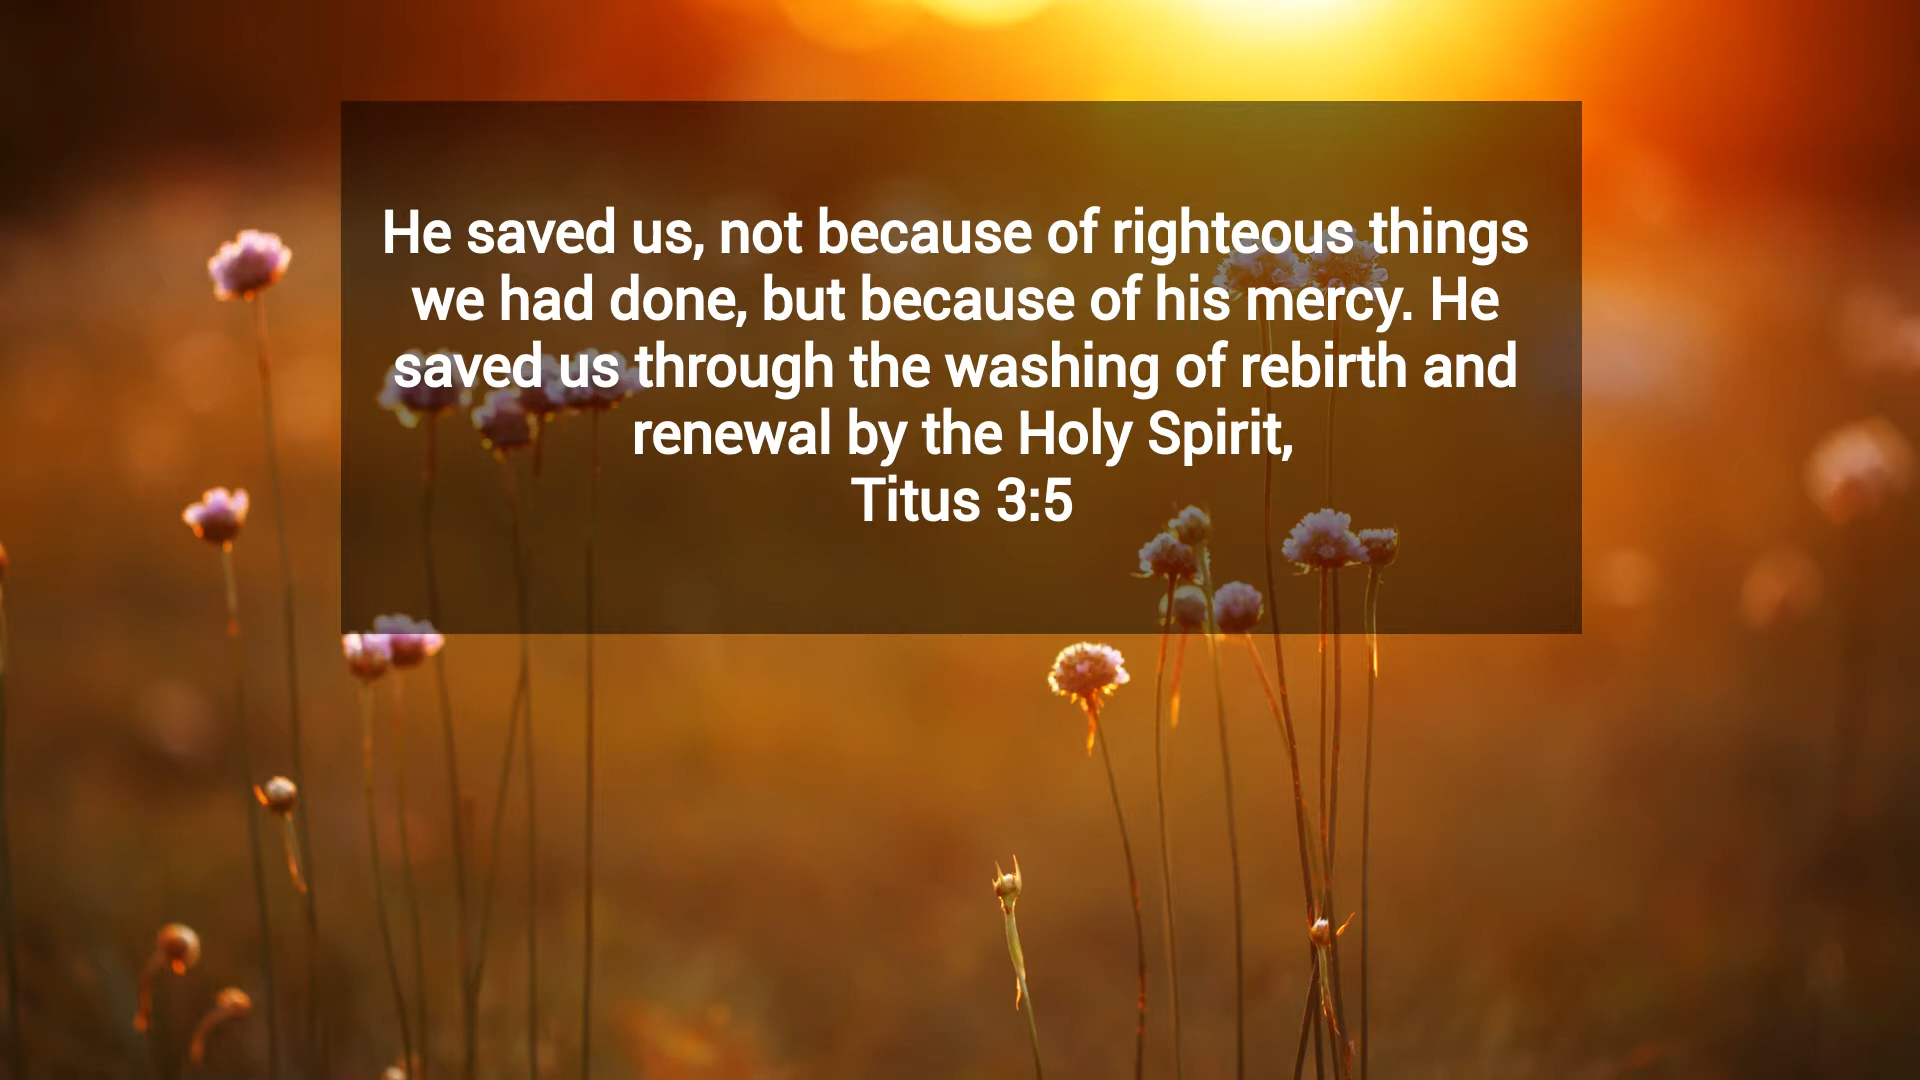 He saved us, not because of righteous things
we had done, but because of his mercy. He
saved us through the washing of rebirth and
renewal by the Holy Spirit,
Titus 3:5